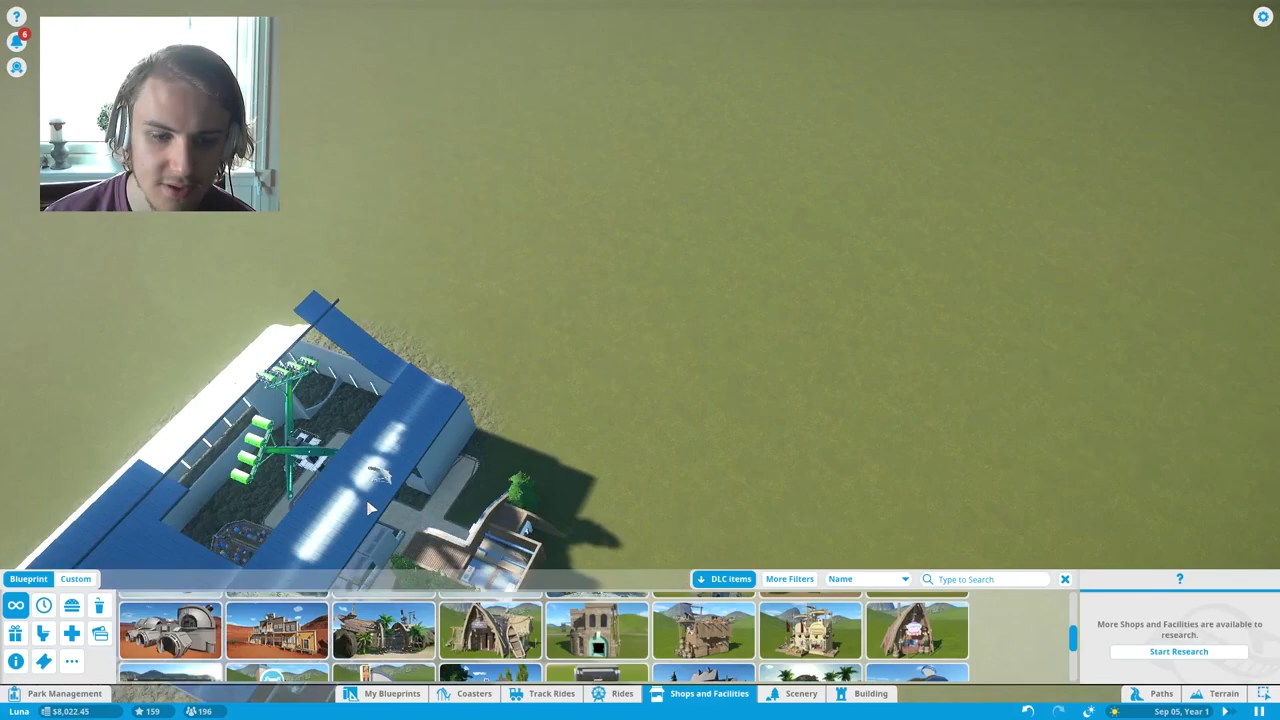 ?
6
Blueprint
Custom
DLC items
More Filters
Name
Type to Search
?
More Shops and Facilities are available to
research.
Start Research
Park Management
My Blueprints
Coasters
Track Rides
Rides
Shops and Facilities
Scenery
Building
Paths
Terrain
Luna
$8,022.45
159
196
Sep 05, Year 1